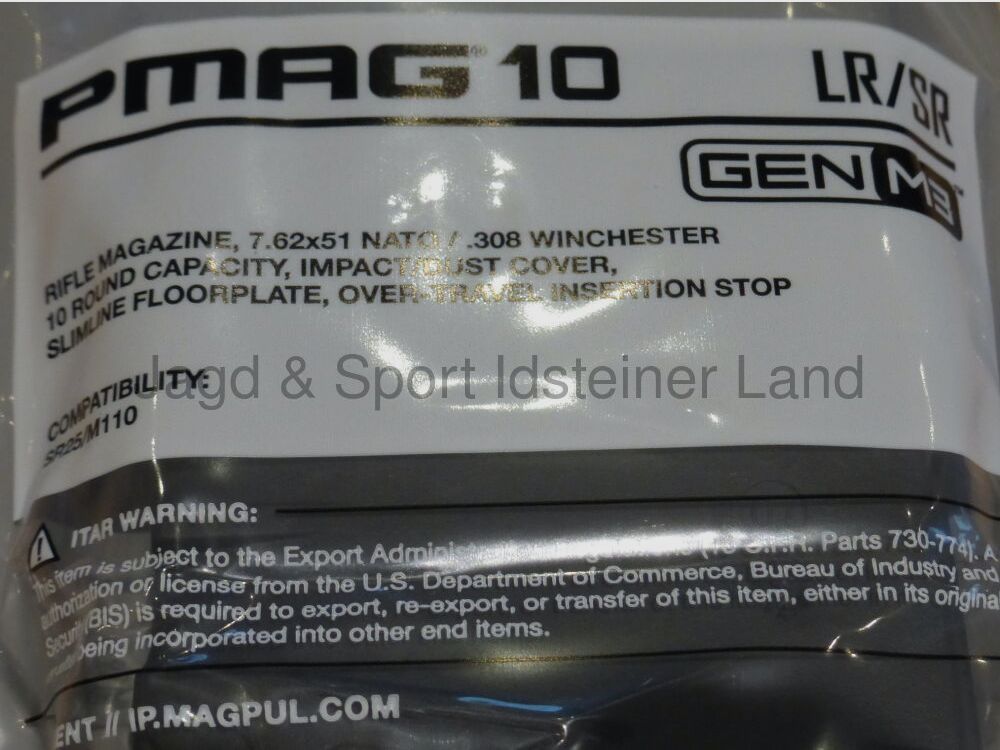 PMAG® 10 LR/SR
GEN M3™
RIFLE MAGAZINE, 7.62x51 NATO / .308 WINCHESTER
10 ROUND CAPACITY, IMPACT/DUST COVER,
SLIMLINE FLOORPLATE, OVER-TRAVEL INSERTION STOP
Jagd & Sport Idsteiner Land
COMPATIBILITY:
SR25/M110
ITAR WARNING:
This item is subject to the Export Parts 730-774). A
authorization or license from the U.S. Department of Commerce, Bureau of Industry and
Security (BIS) is required to export, re-export, or transfer of this item, either in its original
being incorporated into other end items.
ENT // IP.MAGPUL.COM